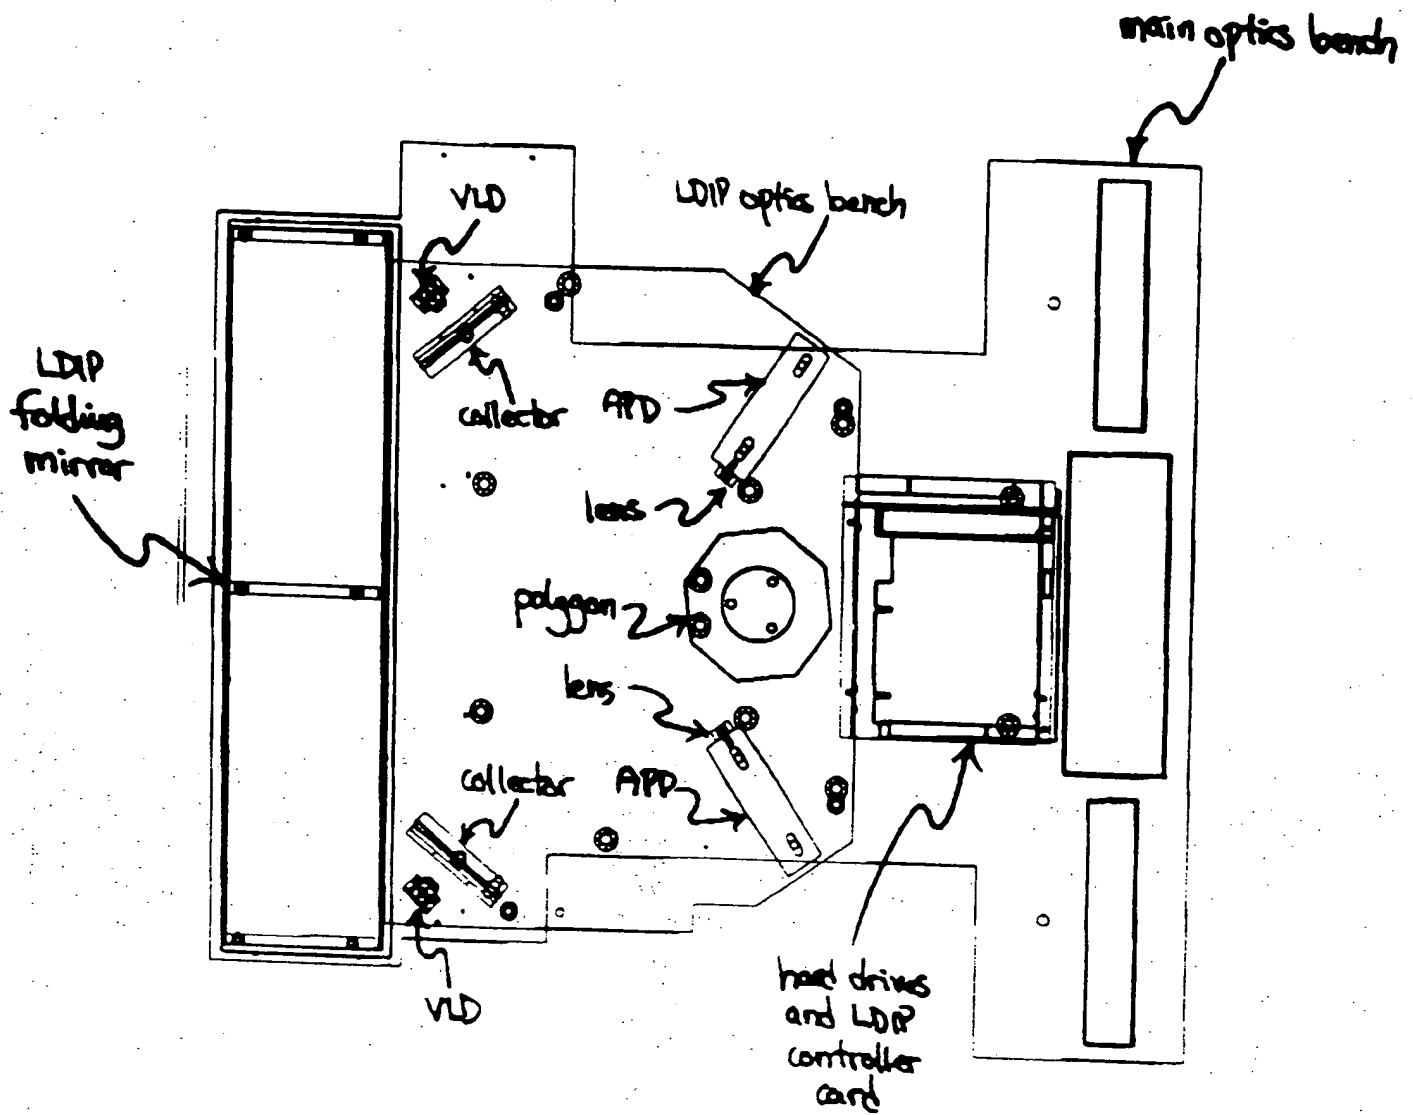 main optics bench
VLD
LDIP optics bench
LDIP
folding
mirror
collector
APD
lens
polygon
lens
collector
APD
VLD
hard drives
and LDIP
controller
card